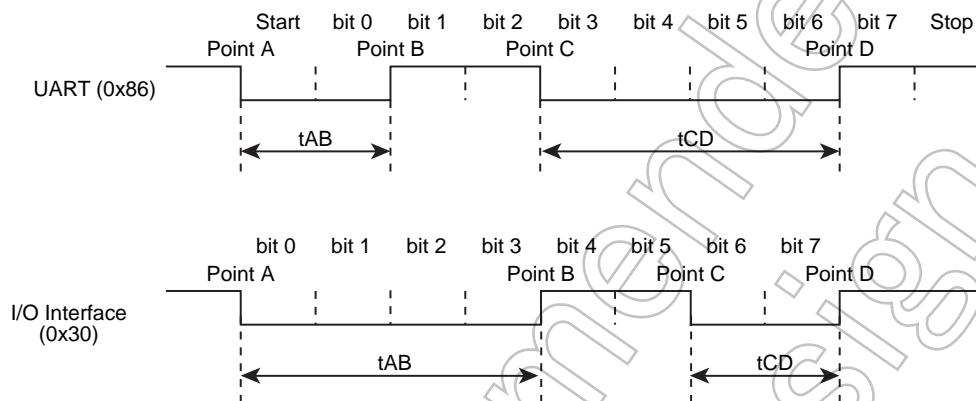 Start bit 0 bit 1 bit 2 bit 3 bit 4 bit 5 bit 6 bit 7 Stop
Point A Point B Point C Point D
UART (0x86)
tAB tCD
bit 0 bit 1 bit 2 bit 3 bit 4 bit 5 bit 6 bit 7
Point A Point B Point C Point D
I/O Interface
(0x30)
tAB tCD